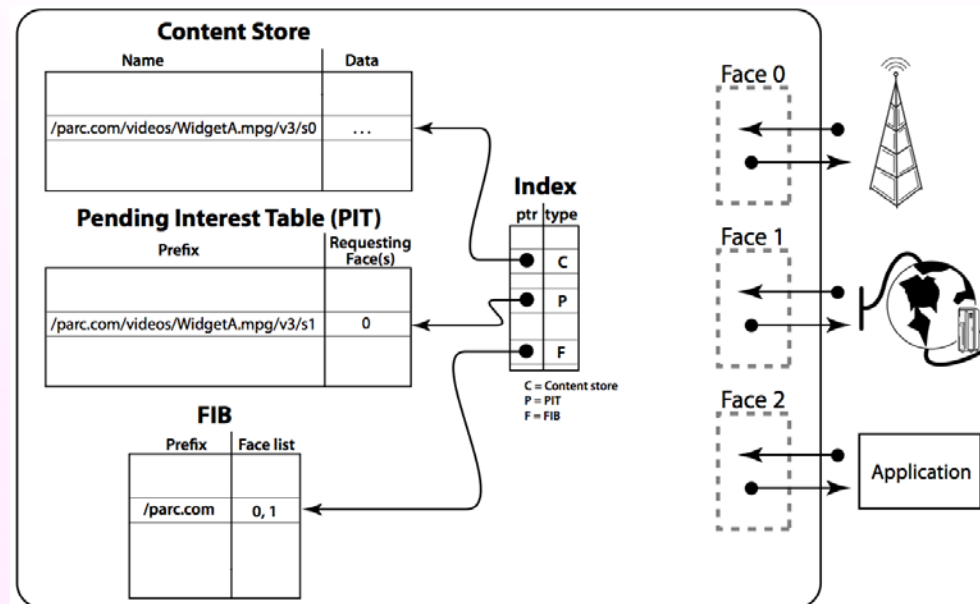 Content Store
Name Data
/parc.com/videos/WidgetA.mpg/v3/s0 ...
Pending Interest Table (PIT)
Prefix Requesting Face(s)
/parc.com/videos/WidgetA.mpg/v3/s1 0
FIB
Prefix Face list
/parc.com 0, 1
Index
ptr type
C
P
F
C = Content store
P = PIT
F = FIB
Face 0
Face 1
Face 2
Application